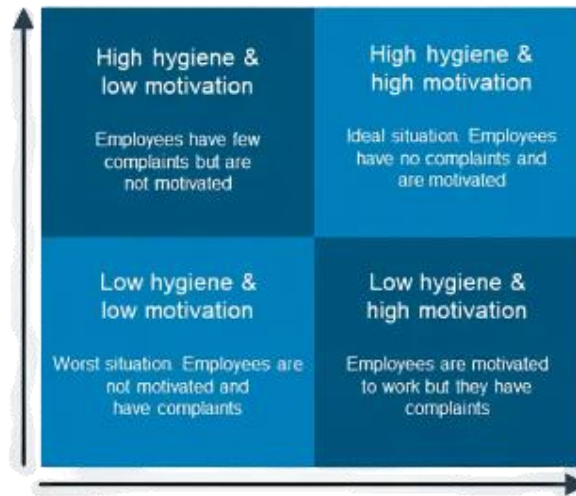 High hygiene &
low motivation
Employees have few
complaints but are
not motivated
High hygiene &
high motivation
Ideal situation. Employees
have no complaints and
are motivated
Low hygiene &
low motivation
Worst situation. Employees are
not motivated and
have complaints
Low hygiene &
high motivation
Employees are motivated
to work but they have
complaints